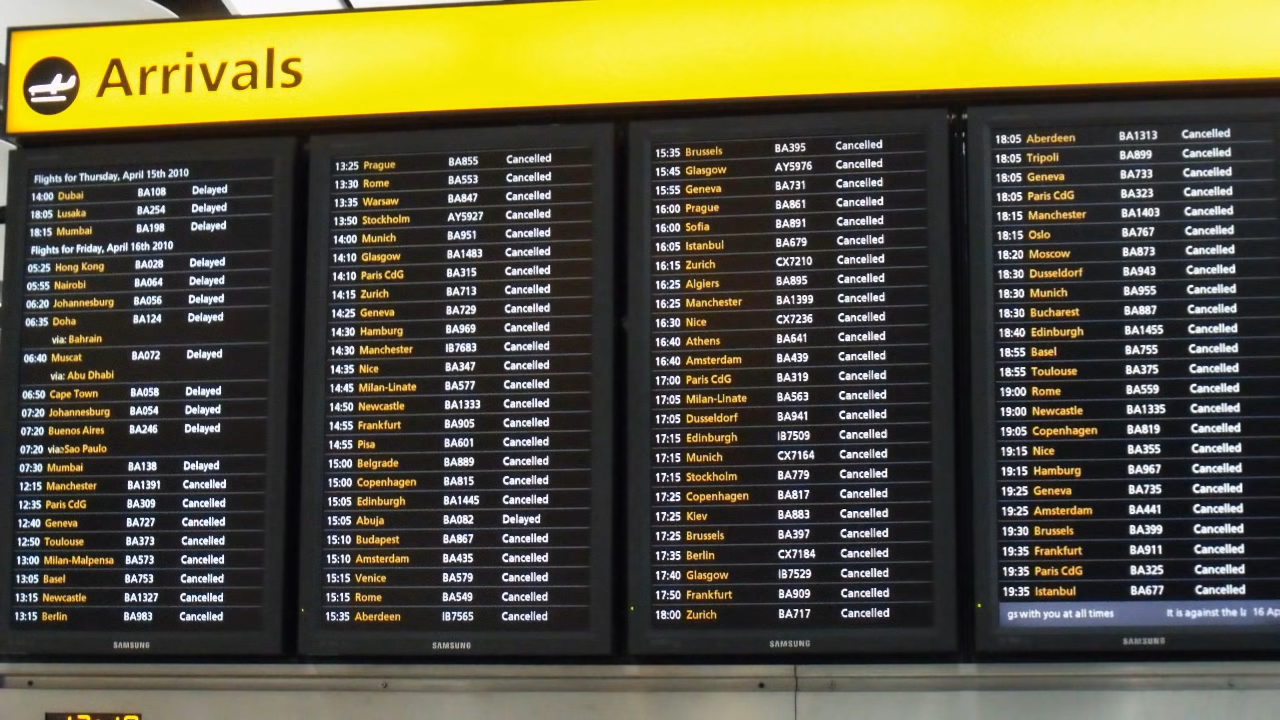 Arrivals
Flights for Thursday, April 15th 2010
14:00 Dubai BA108 Delayed
18:05 Lusaka BA254 Delayed
18:15 Mumbai BA198 Delayed
Flights for Friday, April 16th 2010
05:25 Hong Kong BA028 Delayed
05:55 Nairobi BA064 Delayed
06:20 Johannesburg BA056 Delayed
06:35 Doha BA124 Delayed
via: Bahrain
06:40 Muscat BA072 Delayed
via: Abu Dhabi
06:50 Cape Town BA058 Delayed
07:20 Johannesburg BA054 Delayed
07:20 Buenos Aires BA246 Delayed
07:20 via:Sao Paulo
07:30 Mumbai BA138 Delayed
12:15 Manchester BA1391 Cancelled
12:35 Paris CdG BA309 Cancelled
12:40 Geneva BA727 Cancelled
12:50 Toulouse BA373 Cancelled
13:00 Milan-Malpensa BA573 Cancelled
13:05 Basel BA753 Cancelled
13:15 Newcastle BA1327 Cancelled
13:15 Berlin BA983 Cancelled
SAMSUNG
13:25 Prague BA855 Cancelled
13:30 Rome BA553 Cancelled
13:35 Warsaw BA847 Cancelled
13:50 Stockholm AY5927 Cancelled
14:00 Munich BA951 Cancelled
14:10 Glasgow BA1483 Cancelled
14:10 Paris CdG BA315 Cancelled
14:15 Zurich BA713 Cancelled
14:25 Geneva BA729 Cancelled
14:30 Hamburg BA969 Cancelled
14:30 Manchester IB7683 Cancelled
14:35 Nice BA347 Cancelled
14:45 Milan-Linate BA577 Cancelled
14:50 Newcastle BA1333 Cancelled
14:55 Frankfurt BA905 Cancelled
14:55 Pisa BA601 Cancelled
15:00 Belgrade BA889 Cancelled
15:00 Copenhagen BA815 Cancelled
15:05 Edinburgh BA1445 Cancelled
15:05 Abuja BA082 Delayed
15:10 Budapest BA867 Cancelled
15:10 Amsterdam BA435 Cancelled
15:15 Venice BA579 Cancelled
15:15 Rome BA549 Cancelled
15:35 Aberdeen IB7565 Cancelled
SAMSUNG
15:35 Brussels BA395 Cancelled
15:45 Glasgow AY5976 Cancelled
15:55 Geneva BA731 Cancelled
16:00 Prague BA861 Cancelled
16:00 Sofia BA891 Cancelled
16:05 Istanbul BA679 Cancelled
16:15 Zurich CX7210 Cancelled
16:25 Algiers BA895 Cancelled
16:25 Manchester BA1399 Cancelled
16:30 Nice CX7236 Cancelled
16:40 Athens BA641 Cancelled
16:40 Amsterdam BA439 Cancelled
17:00 Paris CdG BA319 Cancelled
17:05 Milan-Linate BA563 Cancelled
17:05 Dusseldorf BA941 Cancelled
17:15 Edinburgh IB7509 Cancelled
17:15 Munich CX7164 Cancelled
17:15 Stockholm BA779 Cancelled
17:25 Copenhagen BA817 Cancelled
17:25 Kiev BA883 Cancelled
17:25 Brussels BA397 Cancelled
17:35 Berlin CX7184 Cancelled
17:40 Glasgow IB7529 Cancelled
17:50 Frankfurt BA909 Cancelled
18:00 Zurich BA717 Cancelled
SAMSUNG
18:05 Aberdeen BA1313 Cancelled
18:05 Tripoli BA899 Cancelled
18:05 Geneva BA733 Cancelled
18:05 Paris CdG BA323 Cancelled
18:15 Manchester BA1403 Cancelled
18:15 Oslo BA767 Cancelled
18:20 Moscow BA873 Cancelled
18:30 Dusseldorf BA943 Cancelled
18:30 Munich BA955 Cancelled
18:30 Bucharest BA887 Cancelled
18:40 Edinburgh BA1455 Cancelled
18:55 Basel BA755 Cancelled
18:55 Toulouse BA375 Cancelled
19:00 Rome BA559 Cancelled
19:00 Newcastle BA1335 Cancelled
19:05 Copenhagen BA819 Cancelled
19:15 Nice BA355 Cancelled
19:15 Hamburg BA967 Cancelled
19:25 Geneva BA735 Cancelled
19:25 Amsterdam BA441 Cancelled
19:30 Brussels BA399 Cancelled
19:35 Frankfurt BA911 Cancelled
19:35 Paris CdG BA325 Cancelled
19:35 Istanbul BA677 Cancelled
gs with you at all times It is against the la 16 Ap
SAMSUNG